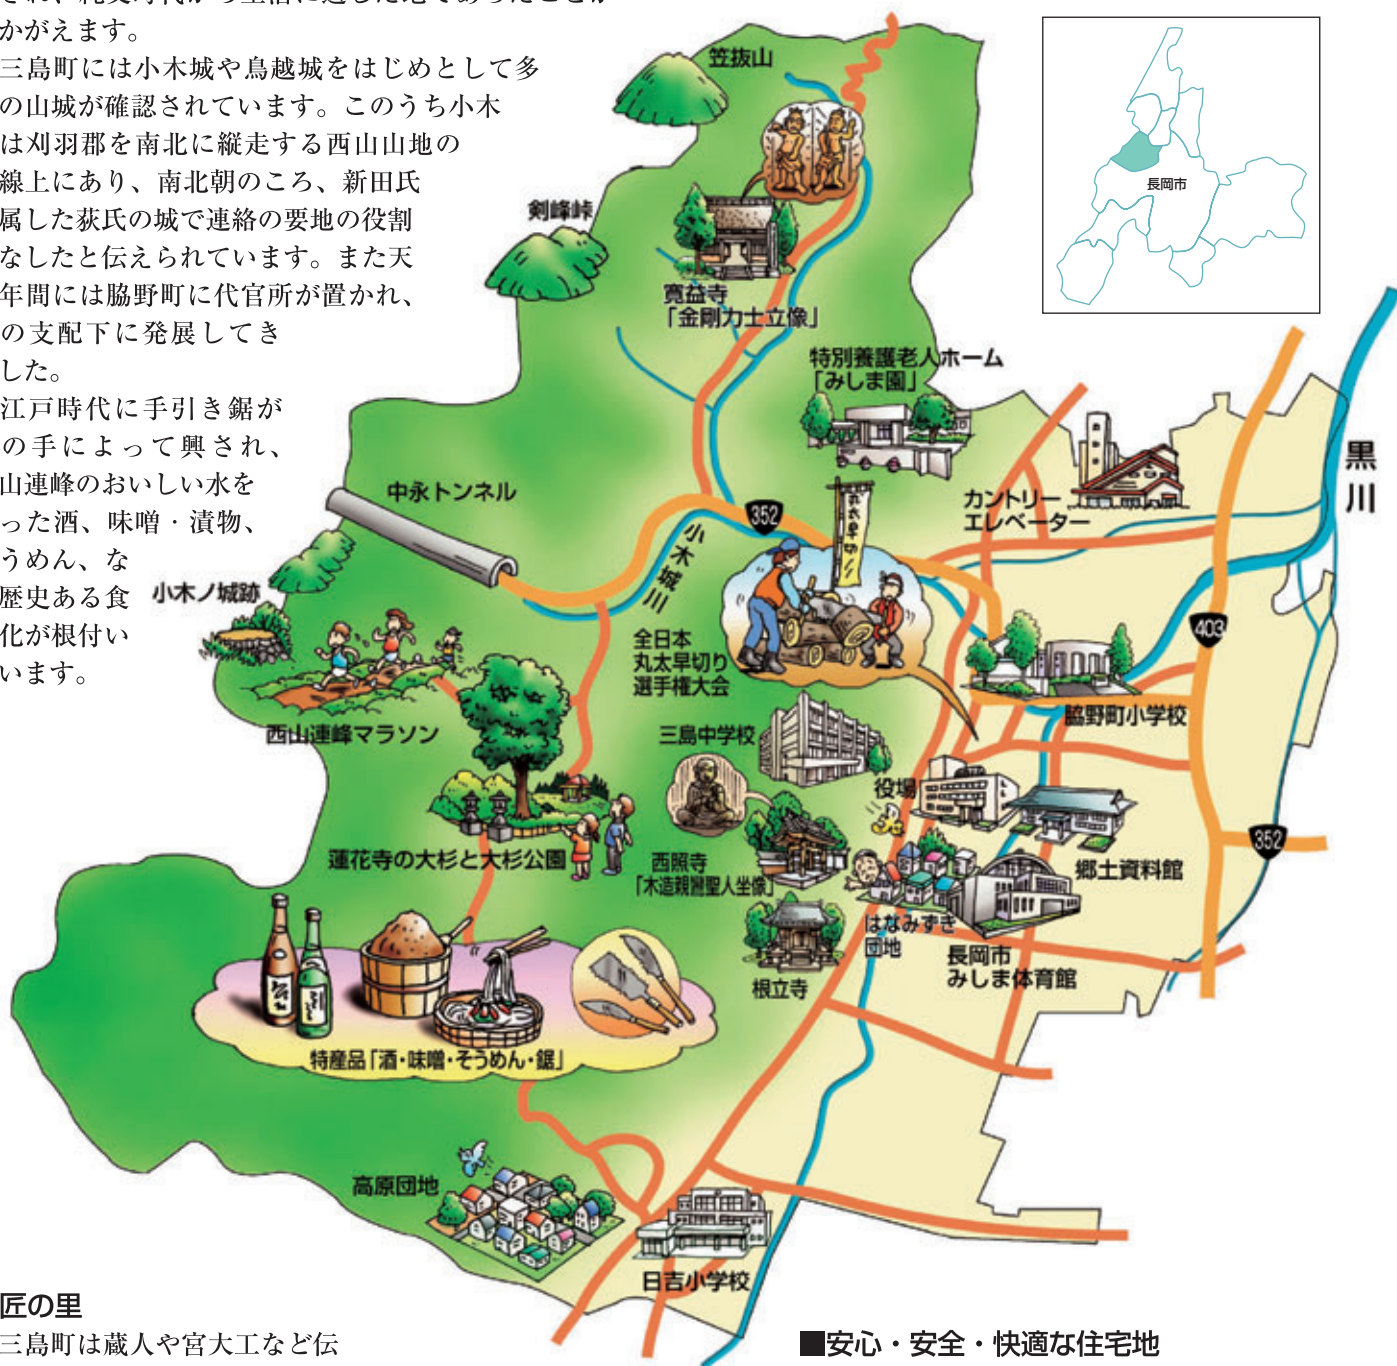 かがえます。
三島町には小木城や鳥越城をはじめとして多
の山城が確認されています。このうち小木
は刈羽郡を南北に縦走する西山山地の
線上にあり、南北朝のころ、新田氏
属した荻氏の城で連絡の要地の役割
なしたと伝えられています。また天
年間には脇野町に代官所が置かれ、
の支配下に発展してき
した。
江戸時代に手引き鋸が
の手によって興され、
山連峰のおいしい水を
った酒、味噌・漬物、
うめん、な
歴史ある食
化が根付い
います。
笠抜山
剣峰峠
寛益寺
「金剛力士立像」
長岡市
特別養護老人ホーム
「みしま園」
黒川
中永トンネル
カントリー
エレベーター
352
小木城川
丸太早切り
小木ノ城跡
403
全日本
丸太早切り
選手権大会
西山連峰マラソン
脇野町小学校
三島中学校
役場
352
蓮花寺の大杉と大杉公園
西照寺
「木造親鸞聖人坐像」
郷土資料館
はなみずき
団地
長岡市
みしま体育館
根立寺
特産品「酒・味噌・そうめん・鋸」
高原団地
日吉小学校
匠の里
三島町は蔵人や宮大工など伝
■安心・安全・快適な住宅地